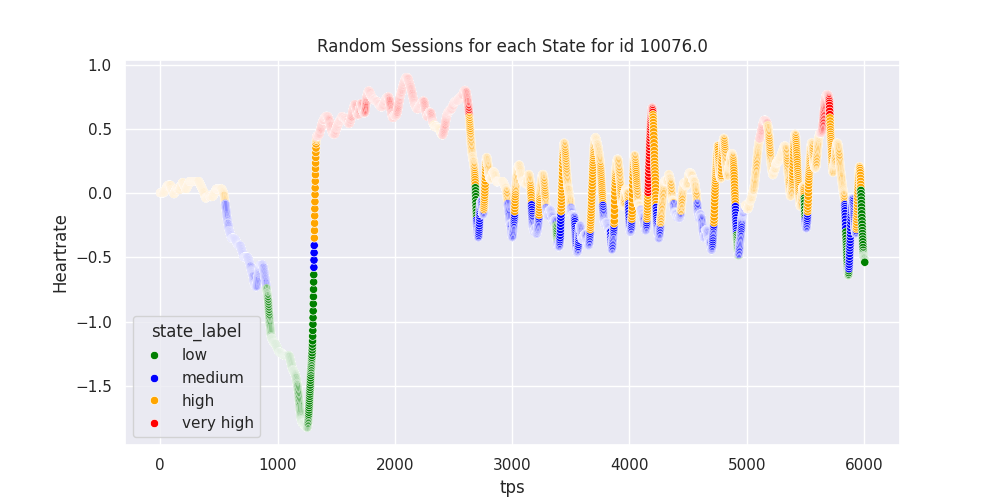 Random Sessions for each State for id 10076.0
1.0
0.5
0.0
−0.5
−1.0
−1.5
Heartrate
state_label
low
medium
high
very high
0 1000 2000 3000 4000 5000 6000
tps